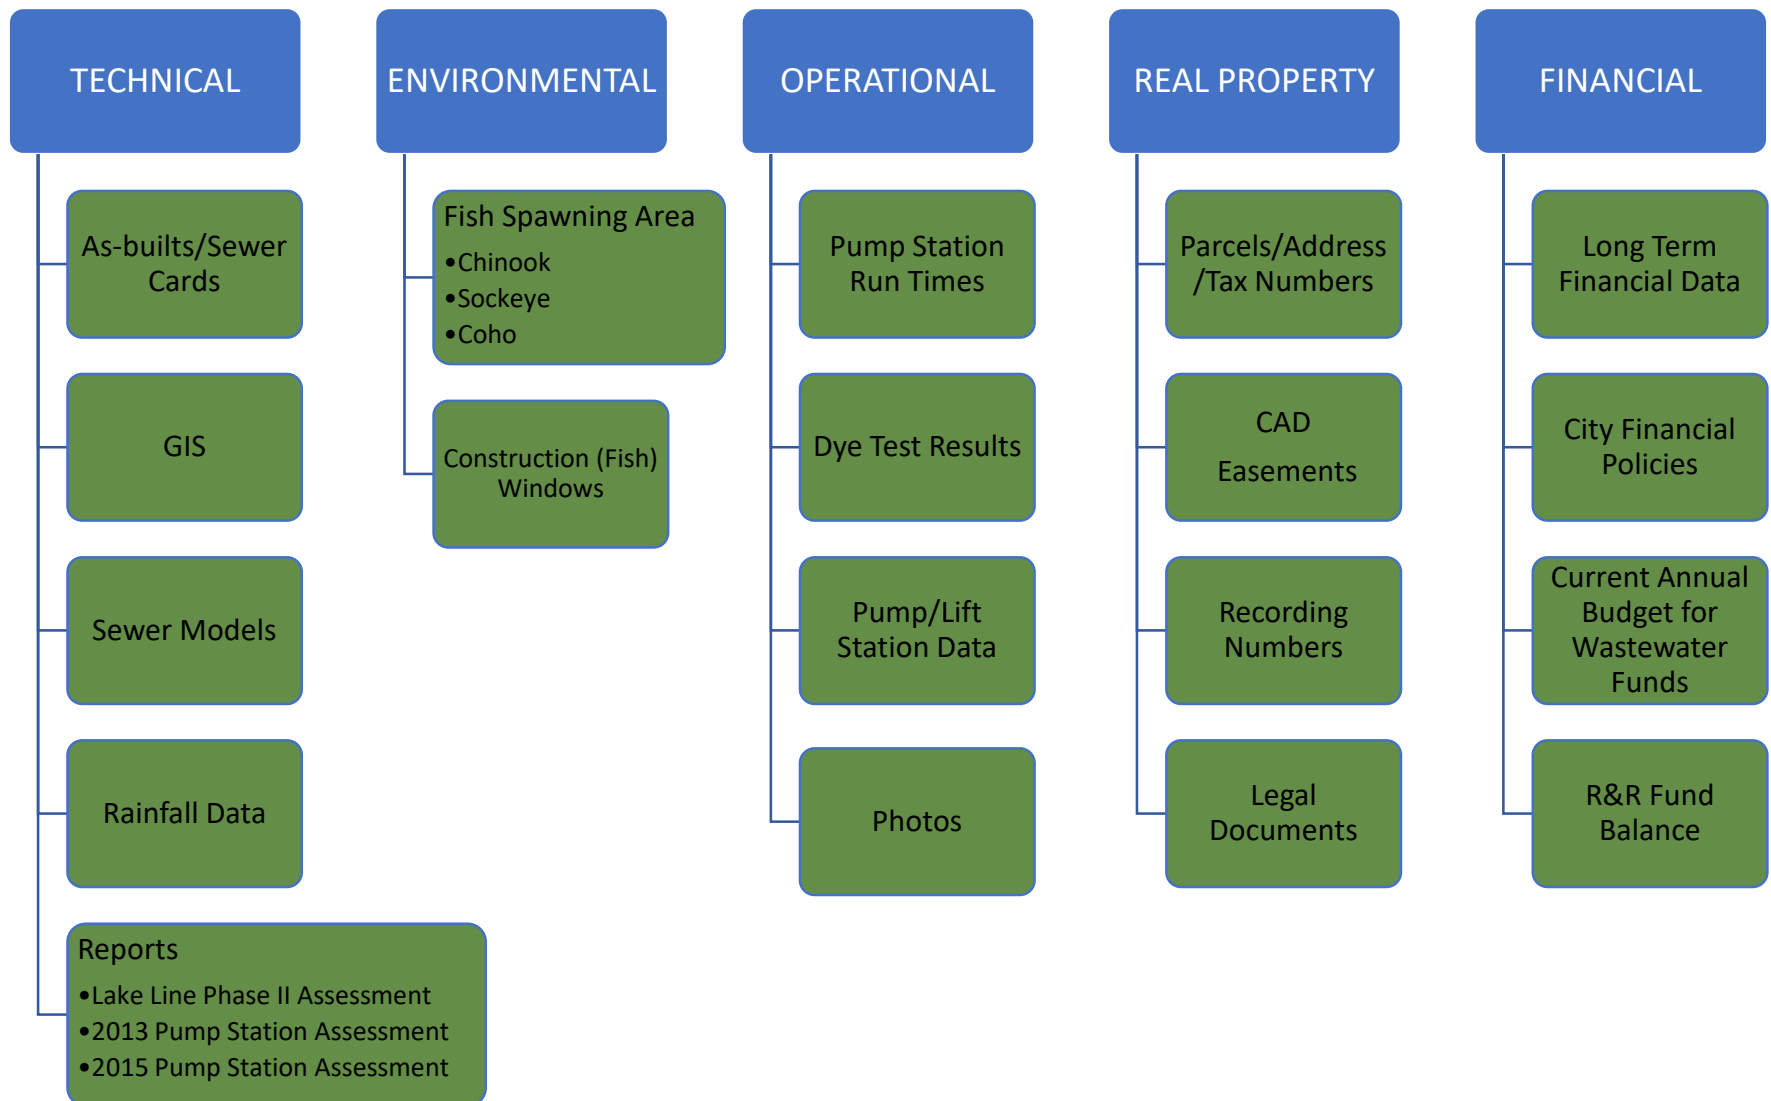 TECHNICAL
As-builts/Sewer
Cards
GIS
Sewer Models
Rainfall Data
Reports
•Lake Line Phase II Assessment
•2013 Pump Station Assessment
•2015 Pump Station Assessment
ENVIRONMENTAL
Fish Spawning Area
•Chinook
•Sockeye
•Coho
Construction (Fish)
Windows
OPERATIONAL
Pump Station
Run Times
Dye Test Results
Pump/Lift
Station Data
Photos
REAL PROPERTY
Parcels/Address
/Tax Numbers
CAD
Easements
Recording
Numbers
Legal
Documents
FINANCIAL
Long Term
Financial Data
City Financial
Policies
Current Annual
Budget for
Wastewater
Funds
R&R Fund
Balance